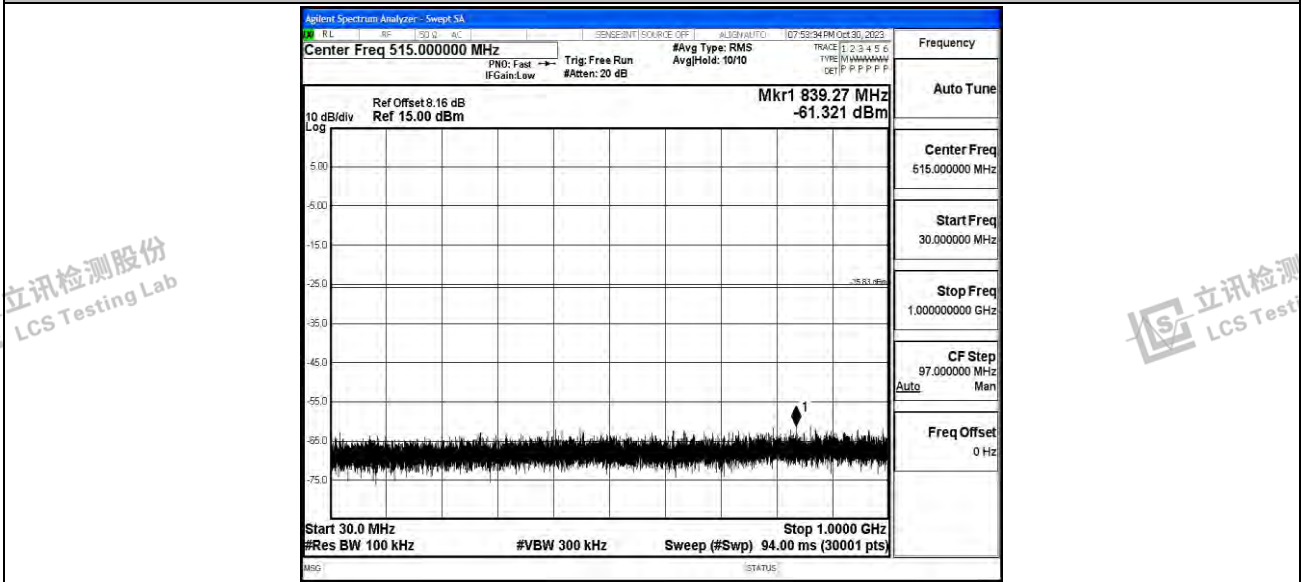 Agilent Spectrum Analyzer - Swept SA
RL RF 50 Ω AC SENSE:INT SOURCE OFF ALIGN AUTO 07:53:34 PM Oct 30, 2023
Center Freq 515.000000 MHz
#Avg Type: RMS
TRACE 1 2 3 4 5 6
PNO: Fast
Trig: Free Run
Avg|Hold: 10/10
TYPE M W W W W W
IFGain:Low
#Atten: 20 dB
DET P P P P P P
Mkr1 839.27 MHz
Ref Offset 8.16 dB
-61.321 dBm
10 dB/div
Ref 15.00 dBm
Log
5.00
-5.00
-15.0
-25.0
-25.83 dBm
-35.0
-45.0
-55.0
1
-65.0
-75.0
Start 30.0 MHz
Stop 1.0000 GHz
#Res BW 100 kHz
#VBW 300 kHz
Sweep (#Swp) 94.00 ms (30001 pts)
MSG
STATUS
Frequency
Auto Tune
Center Freq
515.000000 MHz
Start Freq
30.000000 MHz
Stop Freq
1.000000000 GHz
CF Step
97.000000 MHz
Auto Man
Freq Offset
0 Hz
立讯检测股份
LCS Testing Lab
立讯检测
LCS Testi